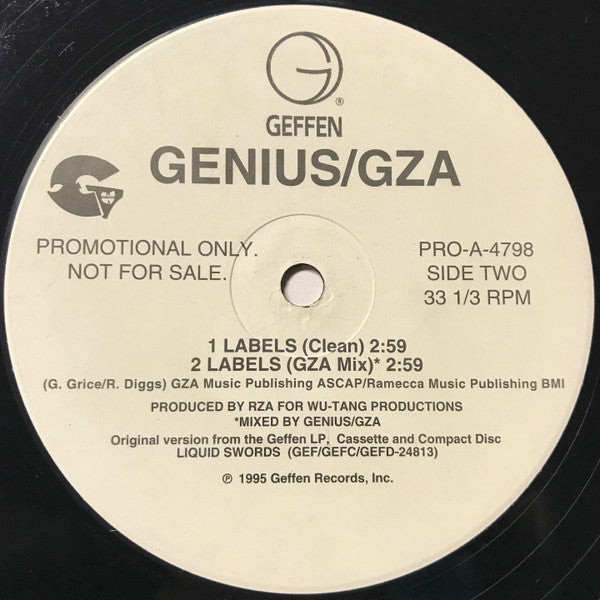 ®
GEFFEN
GENIUS/GZA
PROMOTIONAL ONLY.
NOT FOR SALE.
PRO-A-4798
SIDE TWO
33 1/3 RPM
1 LABELS (Clean) 2:59
2 LABELS (GZA Mix)* 2:59
(G. Grice/R. Diggs) GZA Music Publishing ASCAP/Ramecca Music Publishing BMI
PRODUCED BY RZA FOR WU-TANG PRODUCTIONS
*MIXED BY GENIUS/GZA
Original version from the Geffen LP, Cassette and Compact Disc
LIQUID SWORDS (GEF/GEFC/GEFD-24813)
℗ 1995 Geffen Records, Inc.